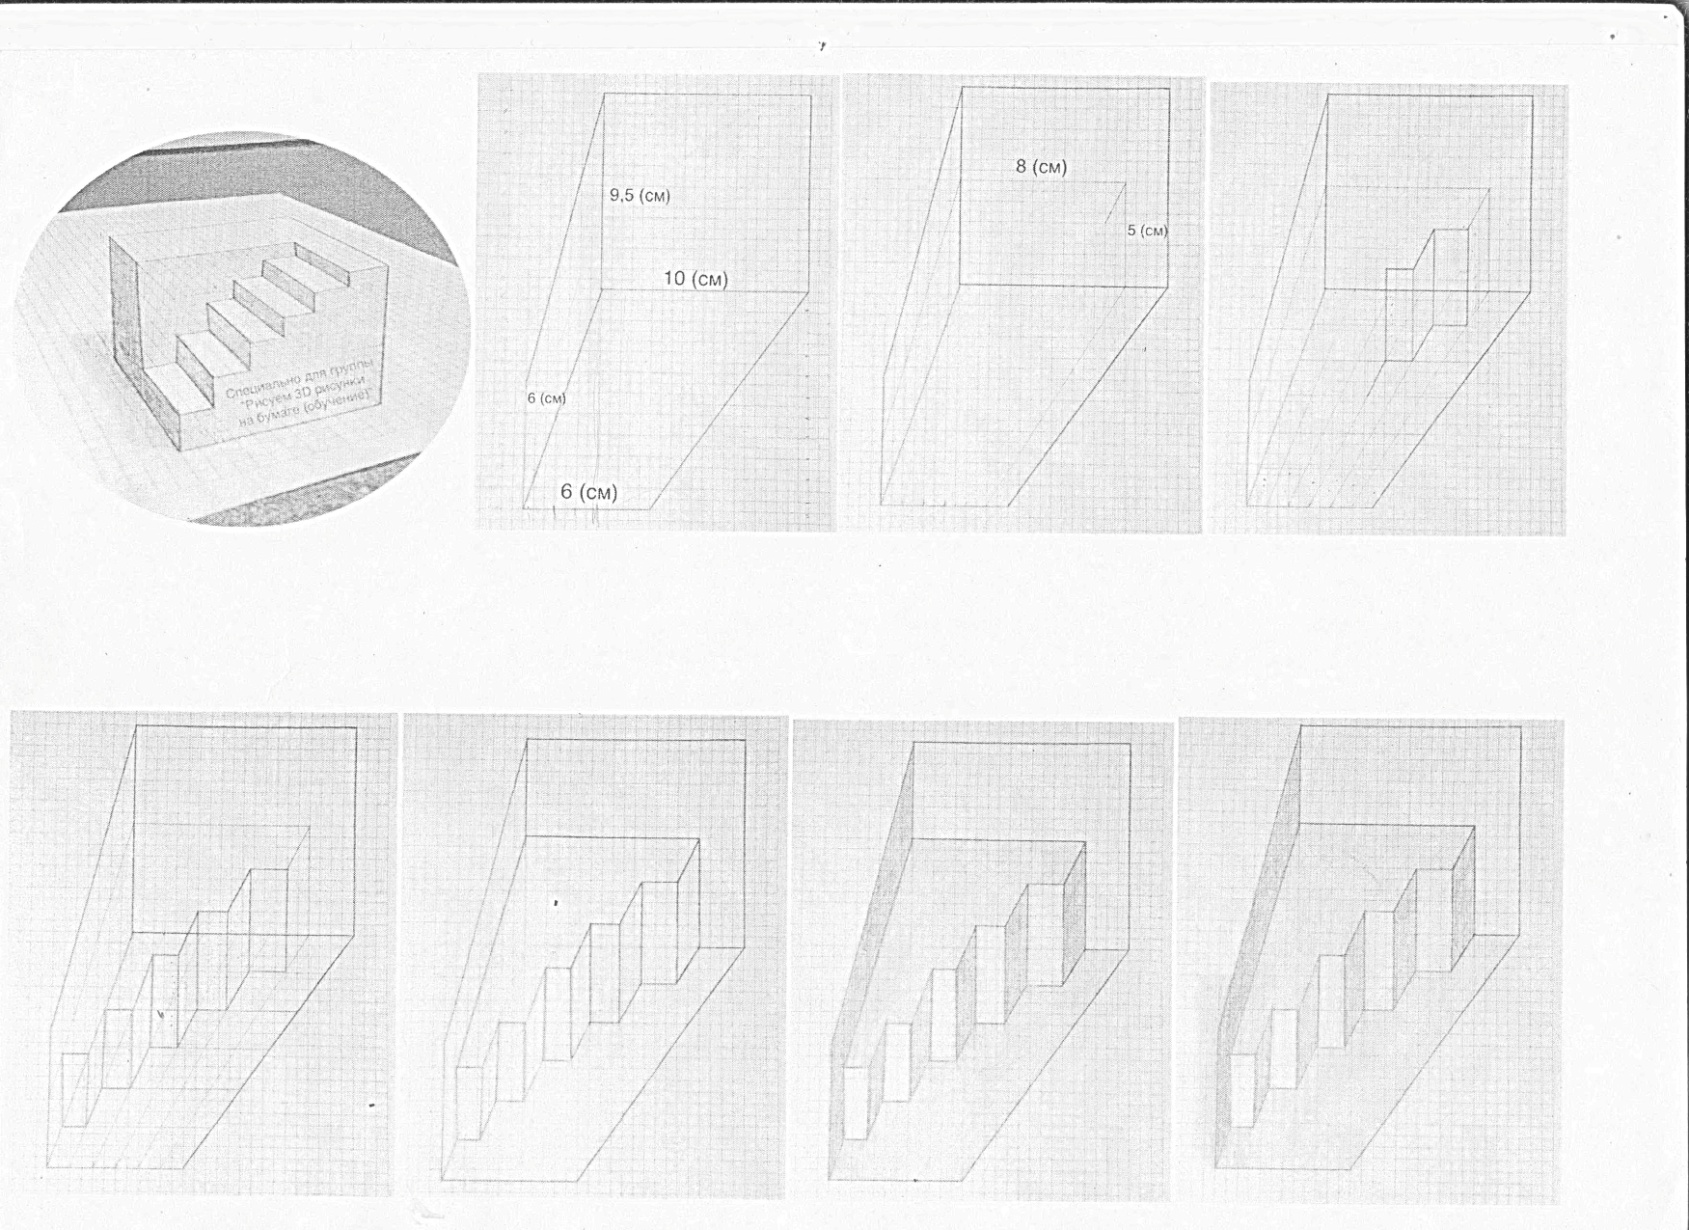 Специально для группы
"Рисуем 3D рисунки
на бумаге (обучение)"
9,5 (см)
10 (см)
6 (см)
6 (см)
8 (см)
5 (см)